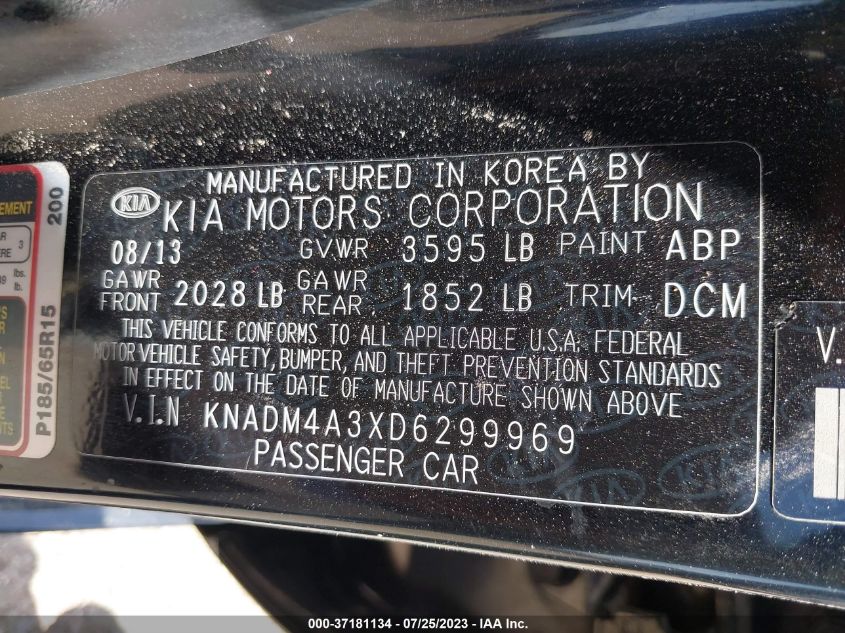 MANUFACTURED IN KOREA BY
KIA KIA MOTORS CORPORATION
08/13 GVWR 3595 LB PAINT ABP
GAWR FRONT 2028 LB GAWR REAR 1852 LB TRIM DCM
THIS VEHICLE CONFORMS TO ALL APPLICABLE U.S.A. FEDERAL
MOTOR VEHICLE SAFETY, BUMPER, AND THEFT PREVENTION STANDARDS
IN EFFECT ON THE DATE OF MANUFACTURE SHOWN ABOVE
V.I.N KNADM4A3XD6299969
PASSENGER CAR
200
P185/65R15
3
lbs.
lb.
V.
000-37181134 / 07/25/2023 / IAA Inc.